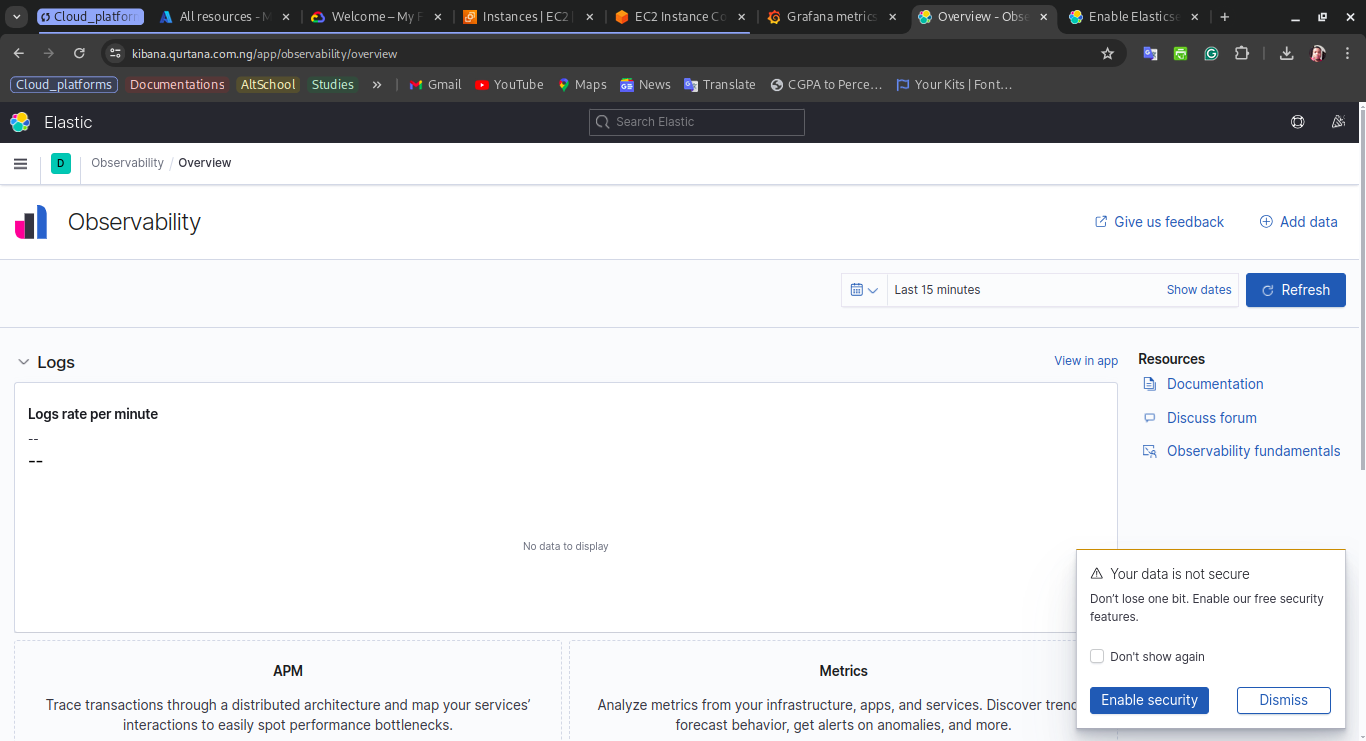 Cloud_platform
All resources - M
Welcome – My F
Instances | EC2
EC2 Instance Co
Grafana metrics
Overview - Obse
Enable Elasticse
kibana.qurtana.com.ng/app/observability/overview
Cloud_platforms
Documentations
AltSchool
Studies
Gmail
YouTube
Maps
News
Translate
CGPA to Perce...
Your Kits | Font...
Elastic
Search Elastic
D
Observability / Overview
Observability
Give us feedback
Add data
Last 15 minutes
Show dates
Refresh
Logs
View in app
Logs rate per minute
--
--
No data to display
Resources
Documentation
Discuss forum
Observability fundamentals
APM
Trace transactions through a distributed architecture and map your services’
interactions to easily spot performance bottlenecks.
Metrics
Analyze metrics from your infrastructure, apps, and services. Discover trend
forecast behavior, get alerts on anomalies, and more.
Your data is not secure
Don’t lose one bit. Enable our free security
features.
Don't show again
Enable security
Dismiss